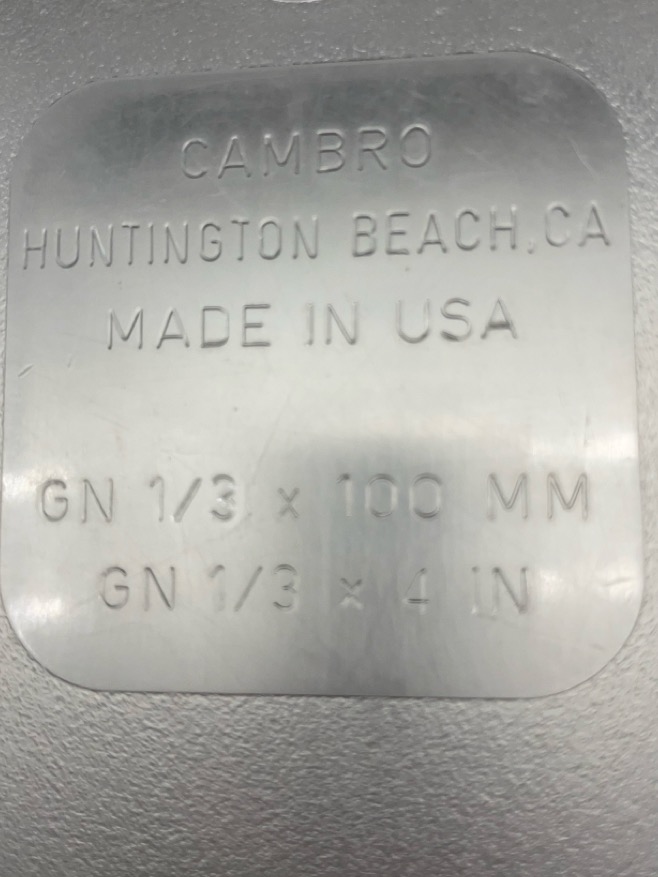 CAMBRO
HUNTINGTON BEACH, CA
MADE IN USA
GN 1/3 x 100 MM
GN 1/3 x 4 IN